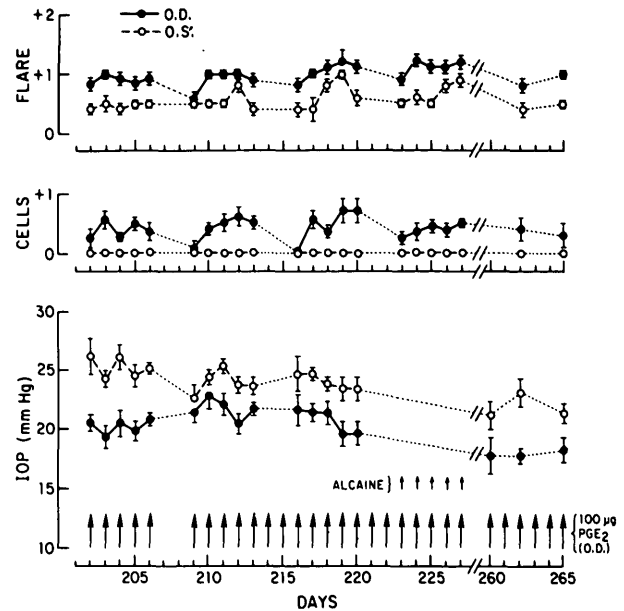 O.D.
O.S.
+2
+1
0
FLARE
+1
0
CELLS
30
25
20
15
10
IOP (mm Hg)
ALCAINE }
100 µg
PGE2
(O.D.)
205
210
215
220
225
260
265
DAYS